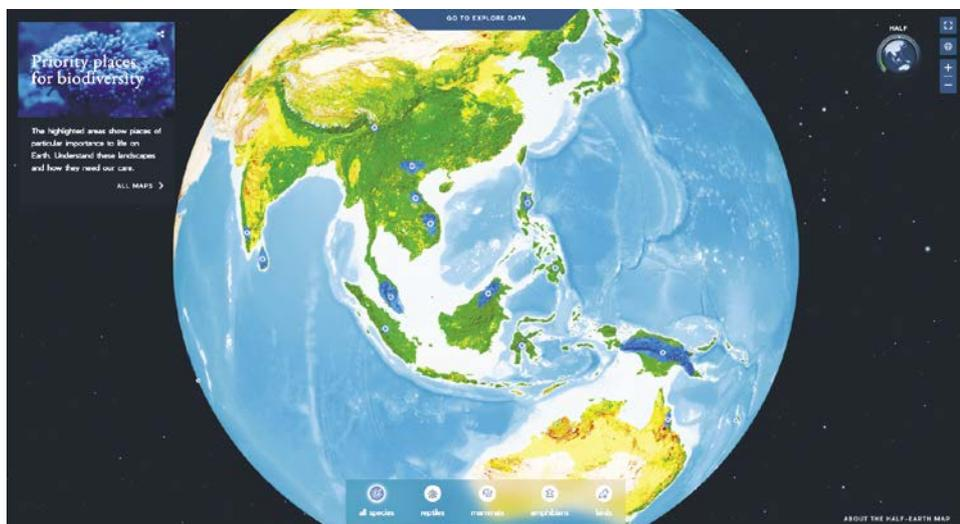 GO TO EXPLORE DATA
HALF
Priority places
for biodiversity
The highlighted areas show places of
particular importance to life on
Earth. Understand these landscapes
and how they need our care.
ALL MAPS
all species
reptiles
mammals
amphibians
birds
ABOUT THE HALF-EARTH MAP